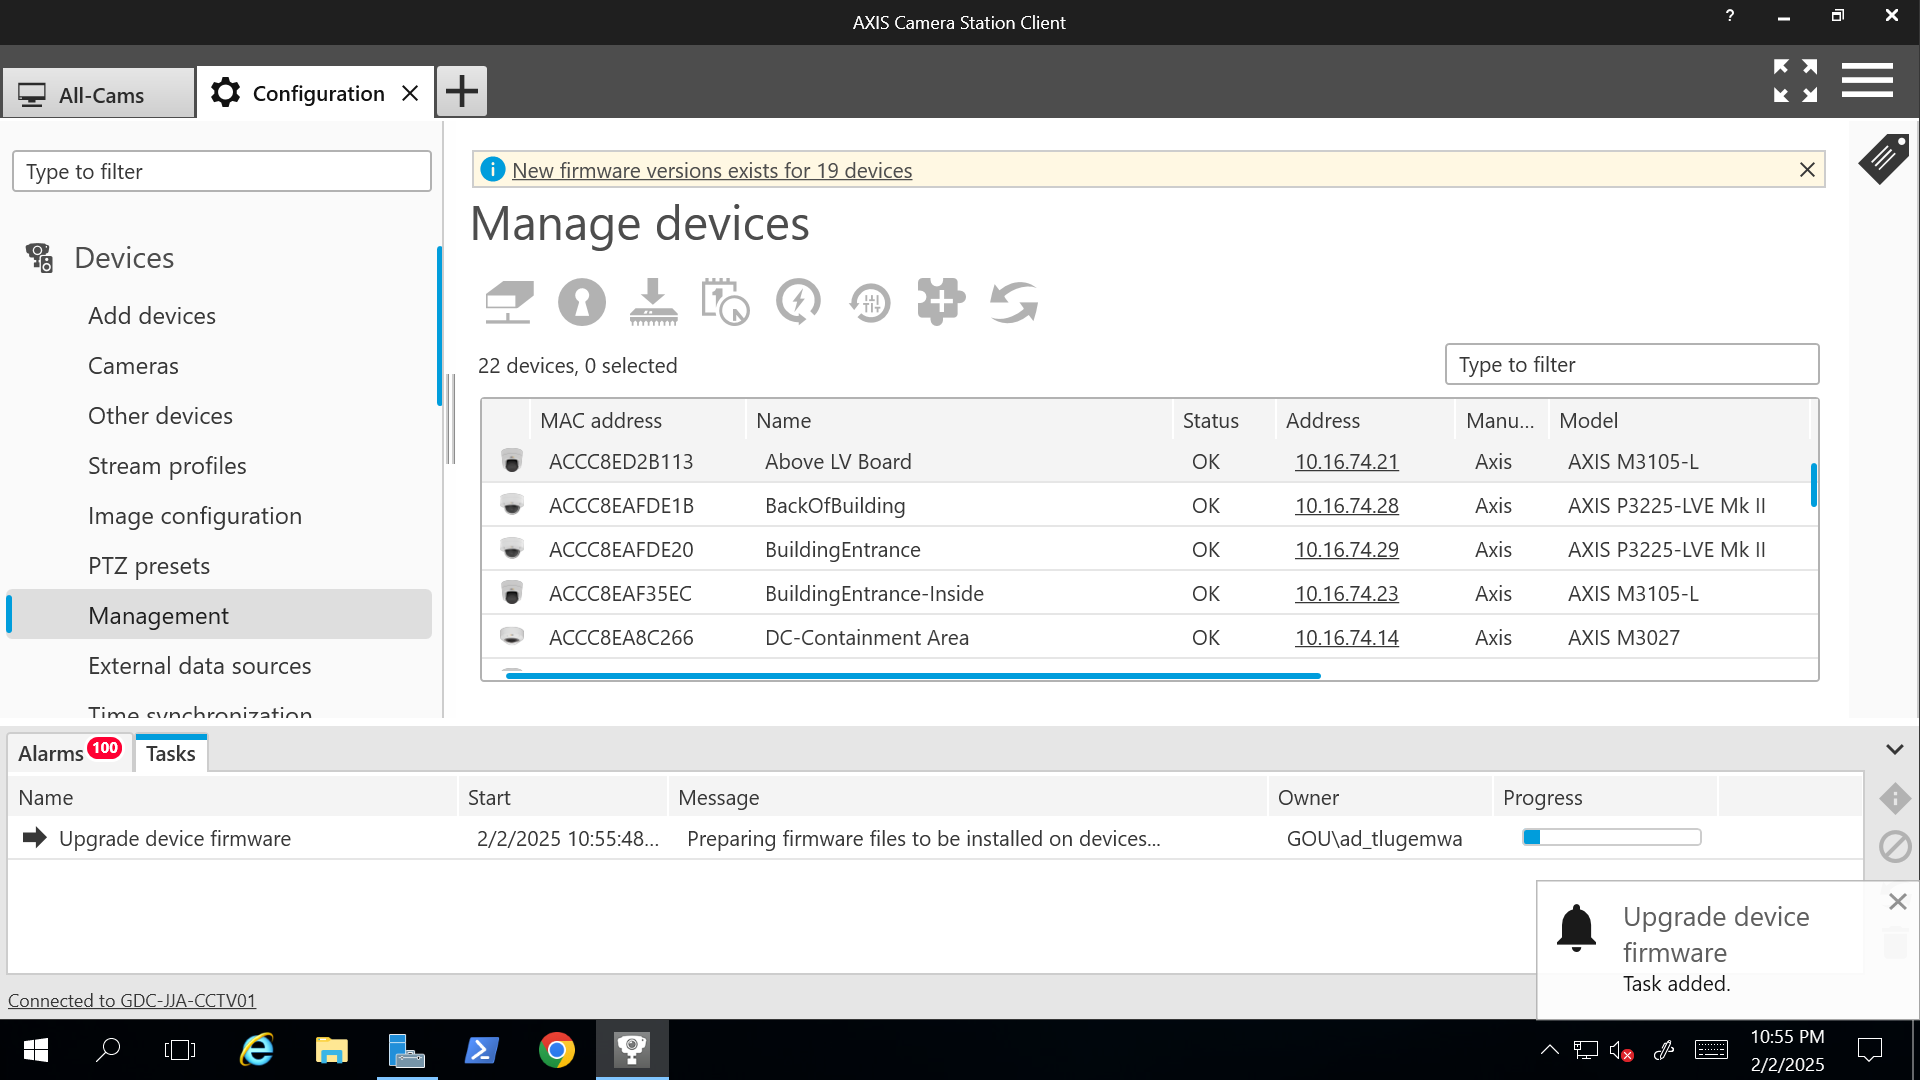 AXIS Camera Station Client
?
All-Cams
Configuration
Type to filter
New firmware versions exists for 19 devices
Manage devices
Devices
Add devices
Cameras
Other devices
Stream profiles
Image configuration
PTZ presets
Management
External data sources
Time synchronization
22 devices, 0 selected
Type to filter
MAC address Name Status Address Manu... Model
ACCC8ED2B113 Above LV Board OK 10.16.74.21 Axis AXIS M3105-L
ACCC8EAFDE1B BackOfBuilding OK 10.16.74.28 Axis AXIS P3225-LVE Mk II
ACCC8EAFDE20 BuildingEntrance OK 10.16.74.29 Axis AXIS P3225-LVE Mk II
ACCC8EAF35EC BuildingEntrance-Inside OK 10.16.74.23 Axis AXIS M3105-L
ACCC8EA8C266 DC-Containment Area OK 10.16.74.14 Axis AXIS M3027
Alarms 100
Tasks
Name Start Message Owner Progress
Upgrade device firmware 2/2/2025 10:55:48... Preparing firmware files to be installed on devices... GOU\ad_tlugemwa
Upgrade device
firmware
Task added.
Connected to GDC-JJA-CCTV01
10:55 PM
2/2/2025